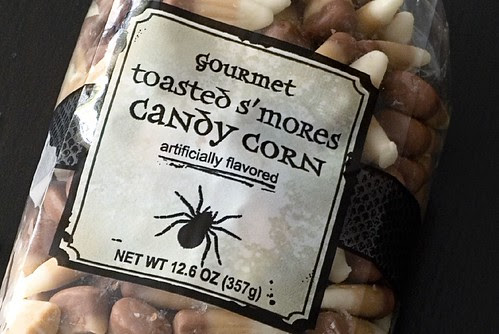 gourmet
toasted s'mores
candy corn
artificially flavored
NET WT 12.6 OZ (357g)